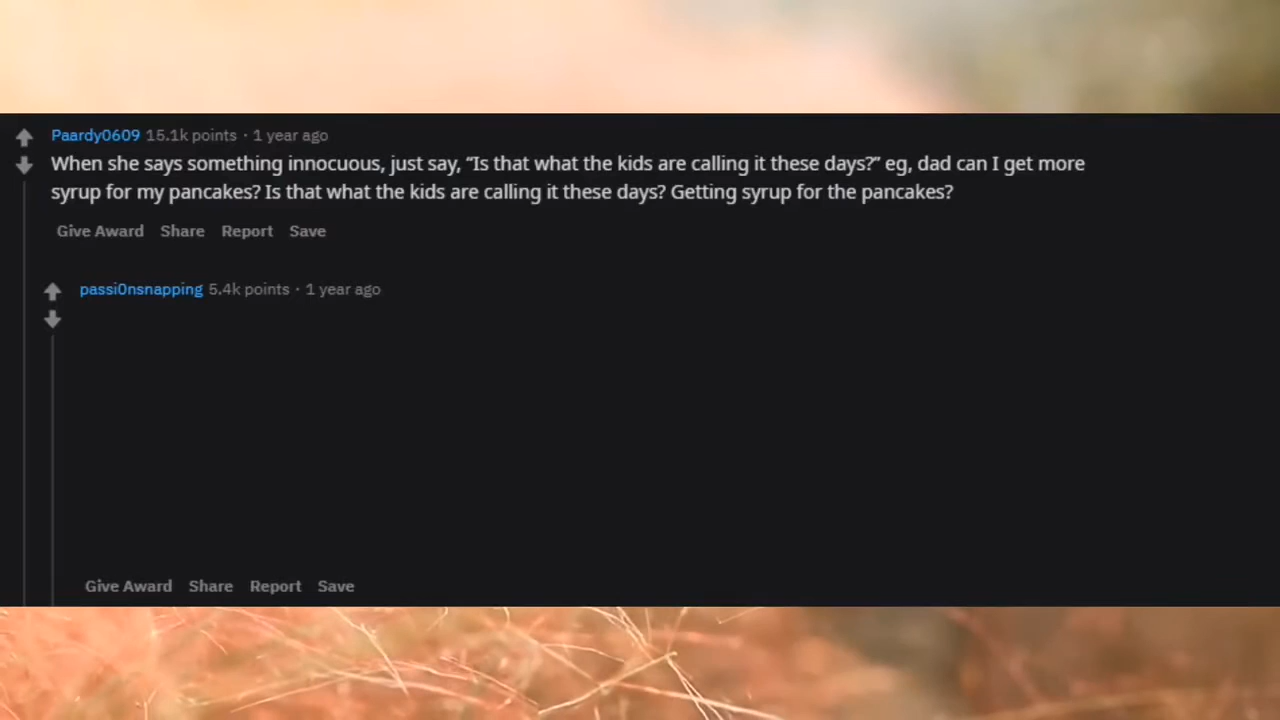 Paardy0609 15.1k points · 1 year ago
When she says something innocuous, just say, “Is that what the kids are calling it these days?” eg, dad can I get more
syrup for my pancakes? Is that what the kids are calling it these days? Getting syrup for the pancakes?
Give Award Share Report Save
passi0nsnapping 5.4k points · 1 year ago
Give Award Share Report Save